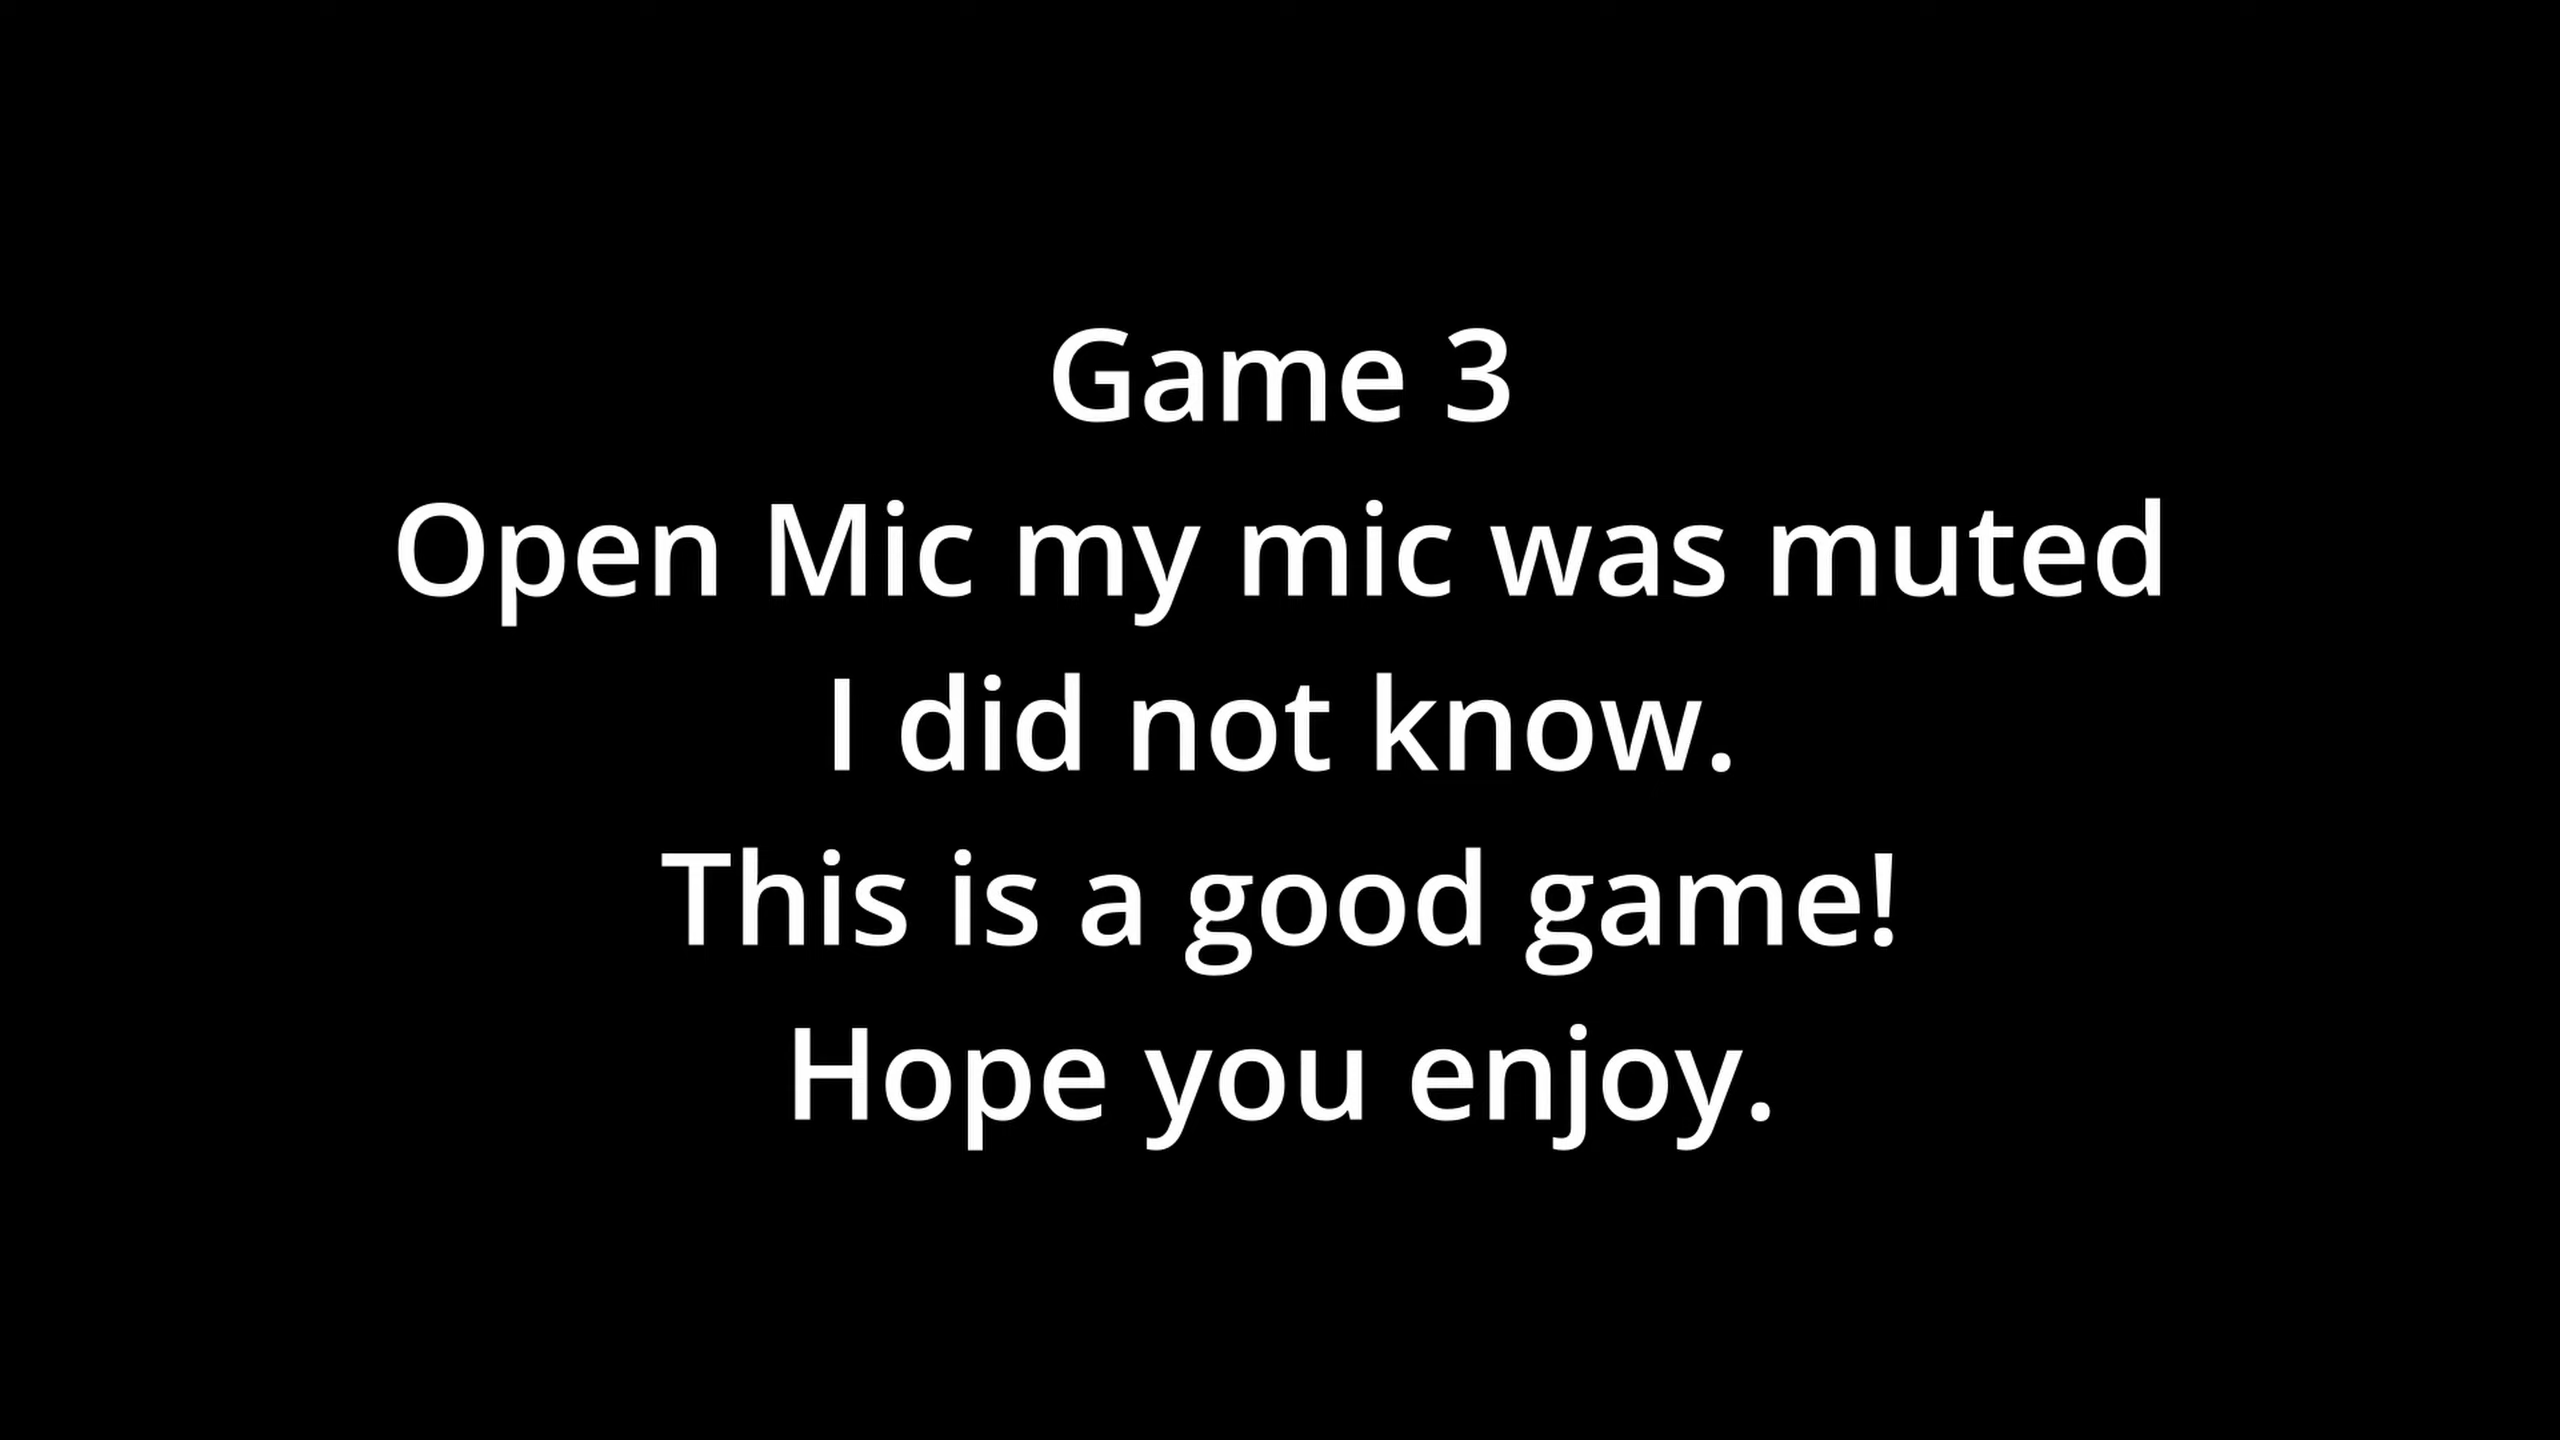 Game 3
Open Mic my mic was muted
I did not know.
This is a good game!
Hope you enjoy.